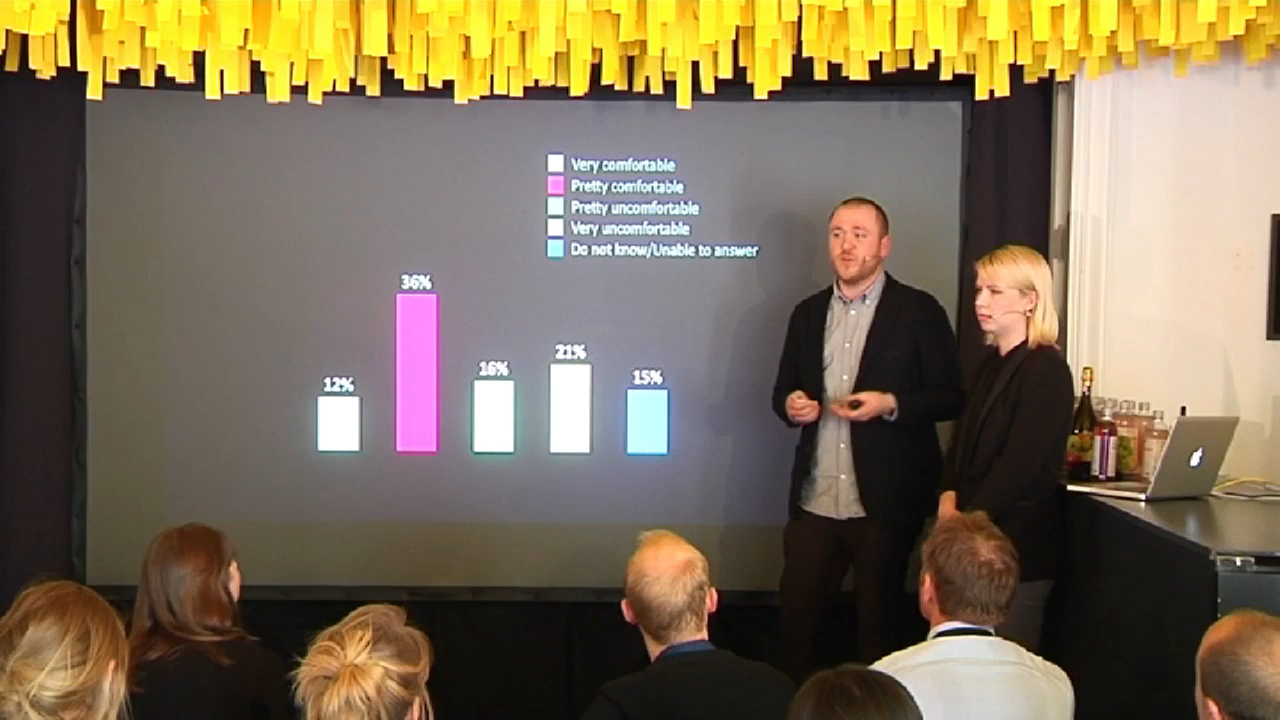 Very comfortable
Pretty comfortable
Pretty uncomfortable
Very uncomfortable
Do not know/Unable to answer
12%
36%
16%
21%
15%